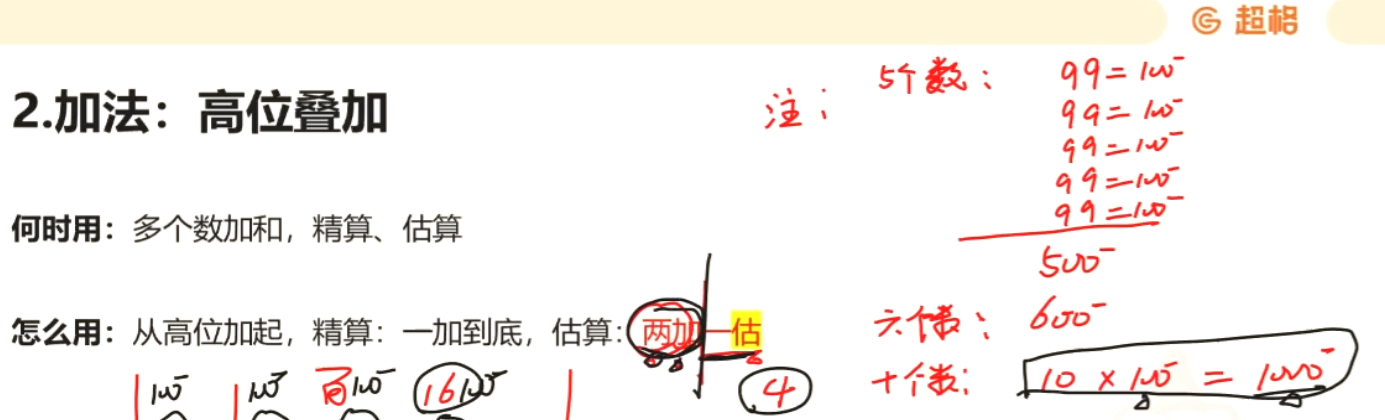 超格
2.加法：高位叠加
注：
5个数：
99=100⁻
99=100⁻
99=100⁻
99=100⁻
99=100⁻
500⁻
何时用：多个数加和，精算、估算
六个数：600⁻
怎么用：从高位加起，精算：一加到底，估算：两加一估
十个数：10 × 100⁻ = 1000⁻
100⁻ 100⁻ 百100⁻ 16100⁻ .4